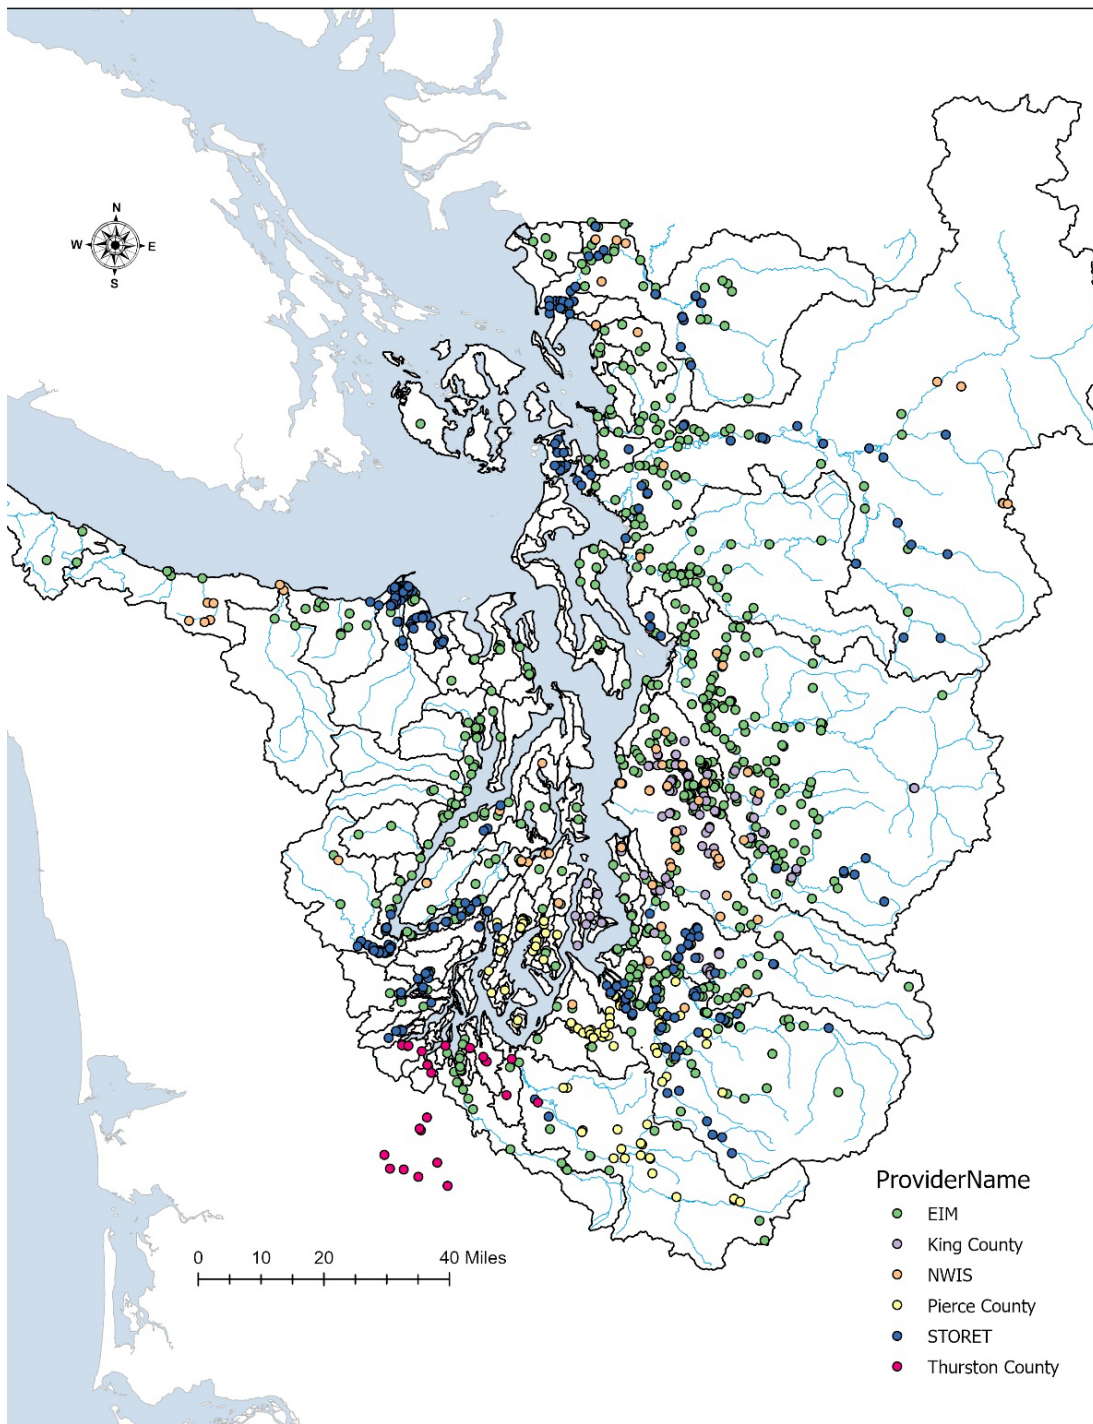 N
W E
S
ProviderName
EIM
King County
NWIS
Pierce County
STORET
Thurston County
0 10 20 40 Miles